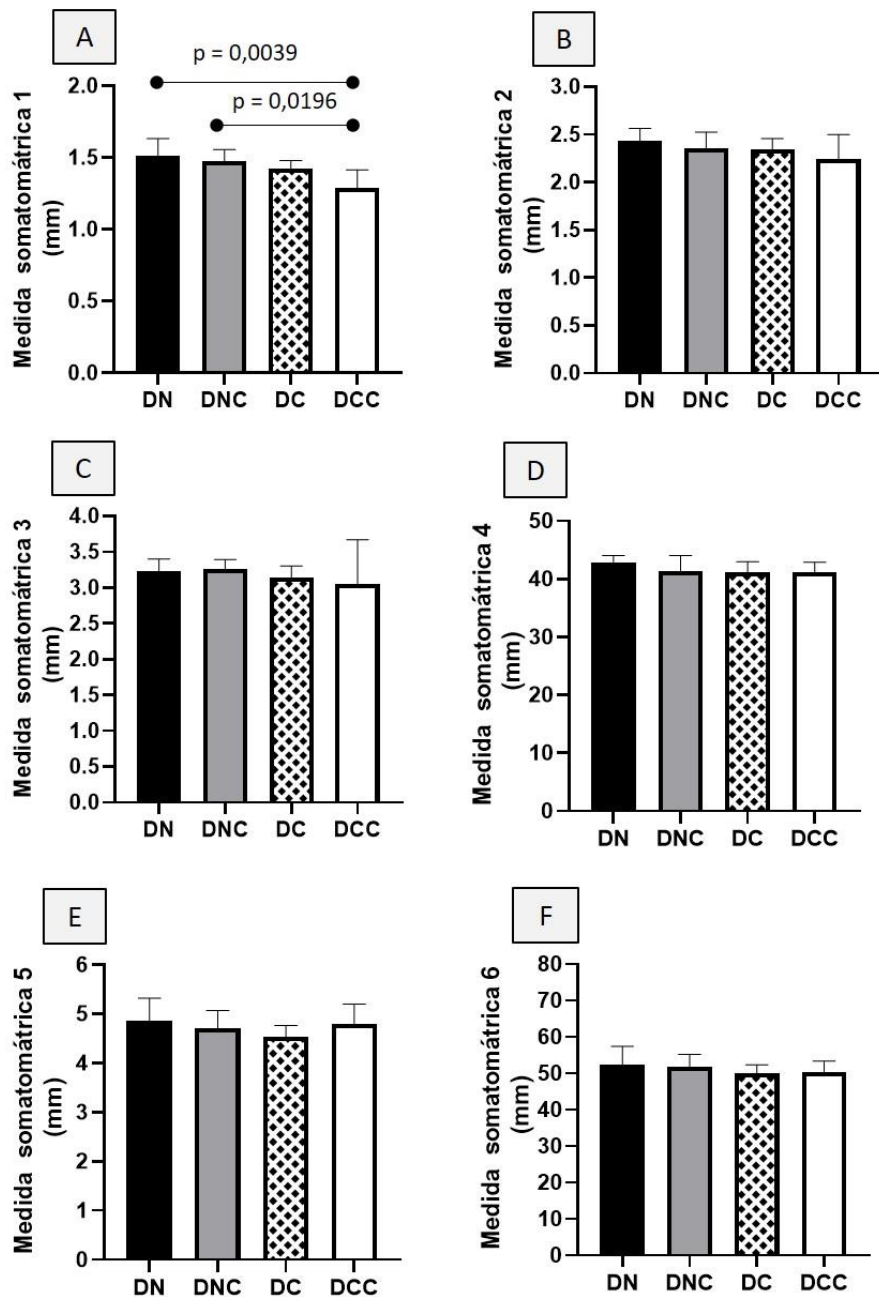 A
p = 0,0039
p = 0,0196
Medida somatomátrica 1
(mm)
2.0
1.5
1.0
0.5
0.0
DN DNC DC DCC
B
Medida somatomátrica 2
(mm)
3.0
2.5
2.0
1.5
1.0
0.5
0.0
DN DNC DC DCC
C
Medida somatomátrica 3
(mm)
4.0
3.5
3.0
2.5
2.0
1.5
1.0
0.5
0.0
DN DNC DC DCC
D
Medida somatomátrica 4
(mm)
50
40
30
20
10
0
DN DNC DC DCC
E
Medida somatomátrica 5
(mm)
6
5
4
3
2
1
0
DN DNC DC DCC
F
Medida somatomátrica 6
(mm)
80
70
60
50
40
30
20
10
0
DN DNC DC DCC